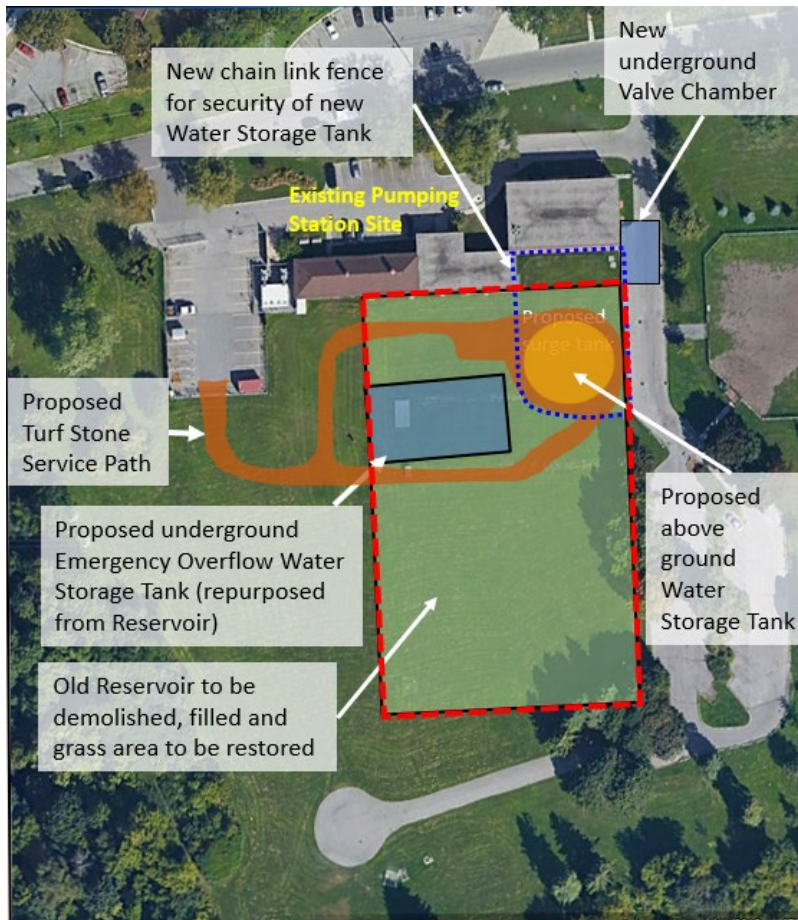 New chain link fence
for security of new
Water Storage Tank
New
underground
Valve Chamber
Existing Pumping
Station Site
Proposed
surge tank
Proposed
Turf Stone
Service Path
Proposed underground
Emergency Overflow Water
Storage Tank (repurposed
from Reservoir)
Proposed
above
ground
Water
Storage Tank
Old Reservoir to be
demolished, filled and
grass area to be restored